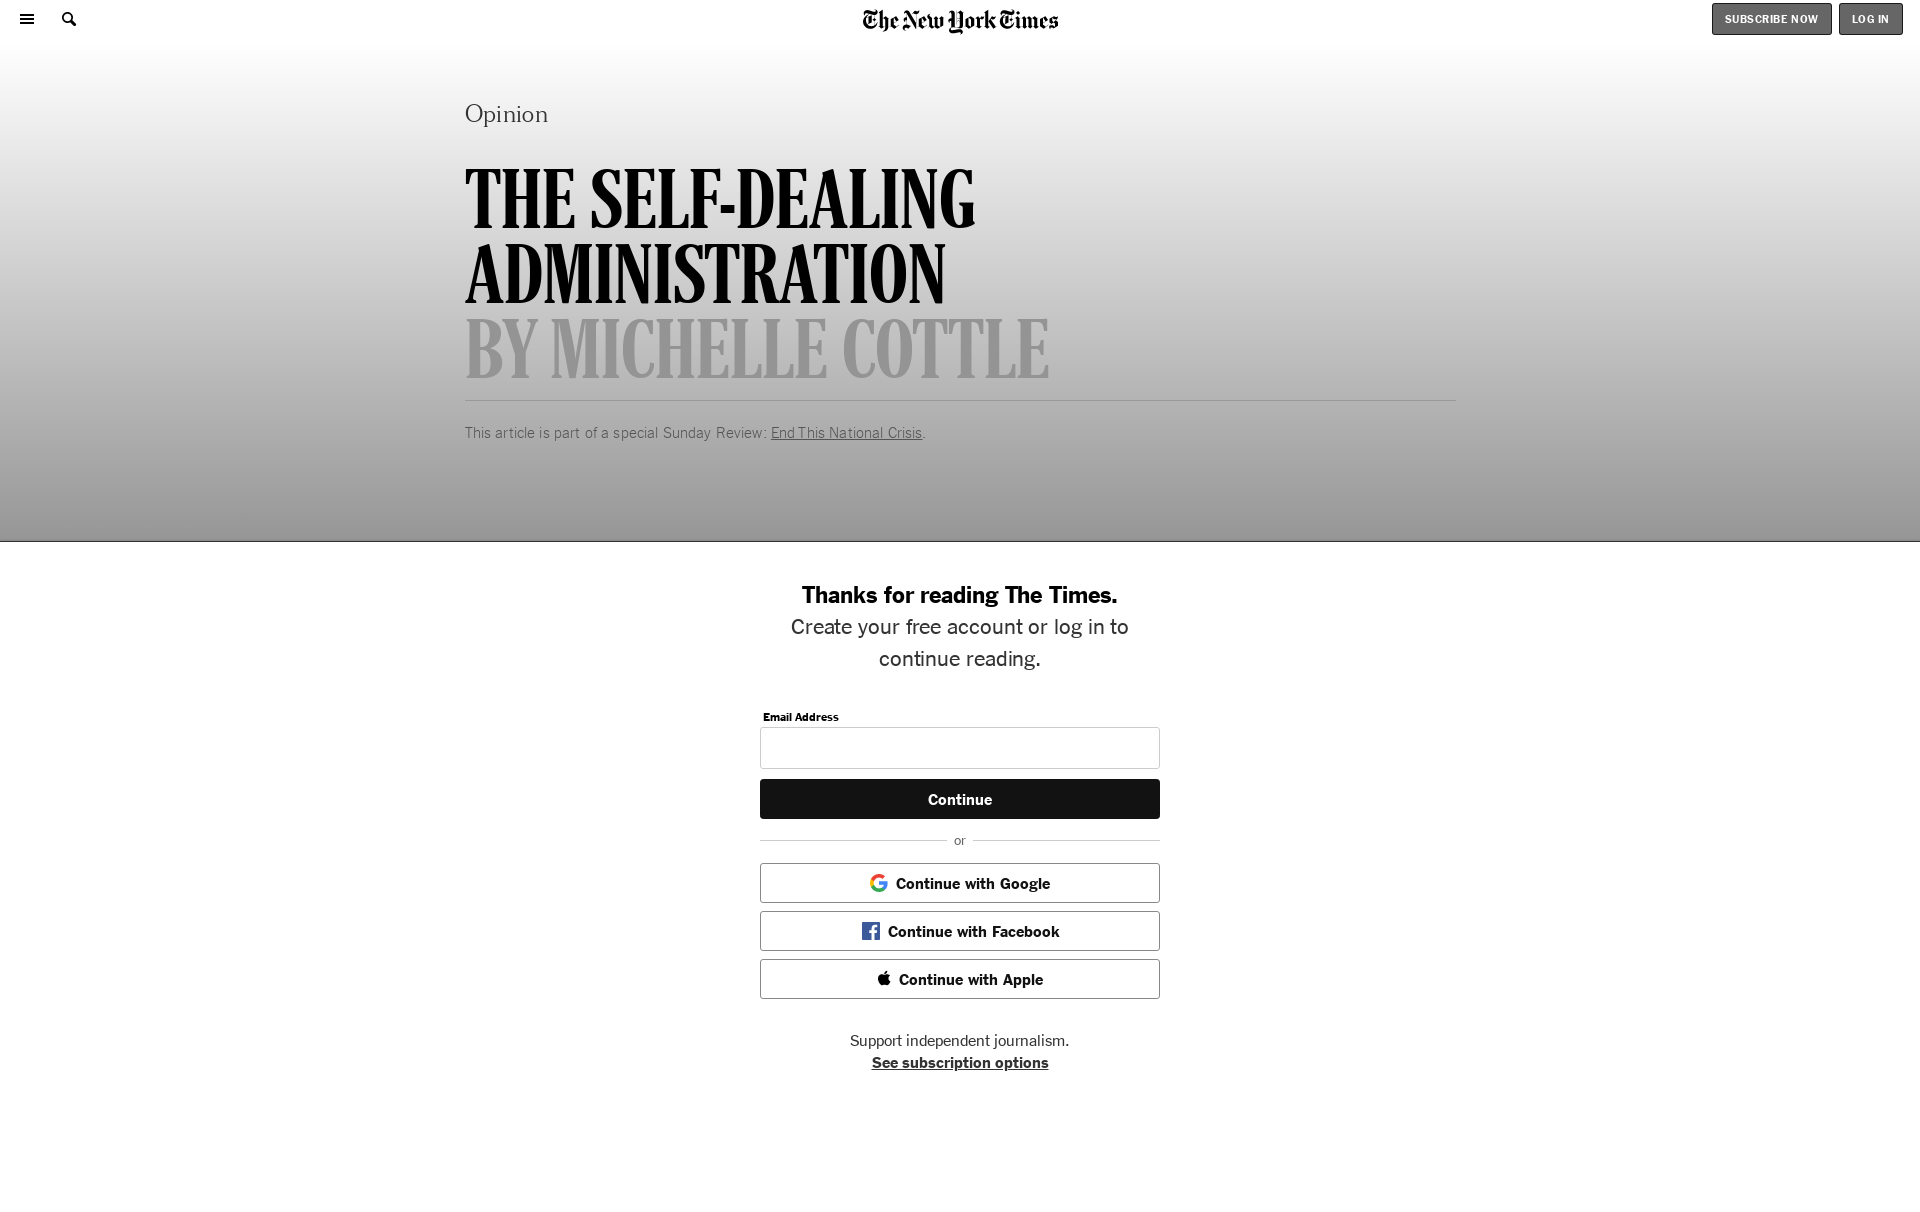 The New York Times
SUBSCRIBE NOW
LOG IN
Opinion
THE SELF-DEALING
ADMINISTRATION
BY MICHELLE COTTLE
This article is part of a special Sunday Review: End This National Crisis.
Thanks for reading The Times.
Create your free account or log in to
continue reading.
Email Address
Continue
or
Continue with Google
Continue with Facebook
Continue with Apple
Support independent journalism.
See subscription options